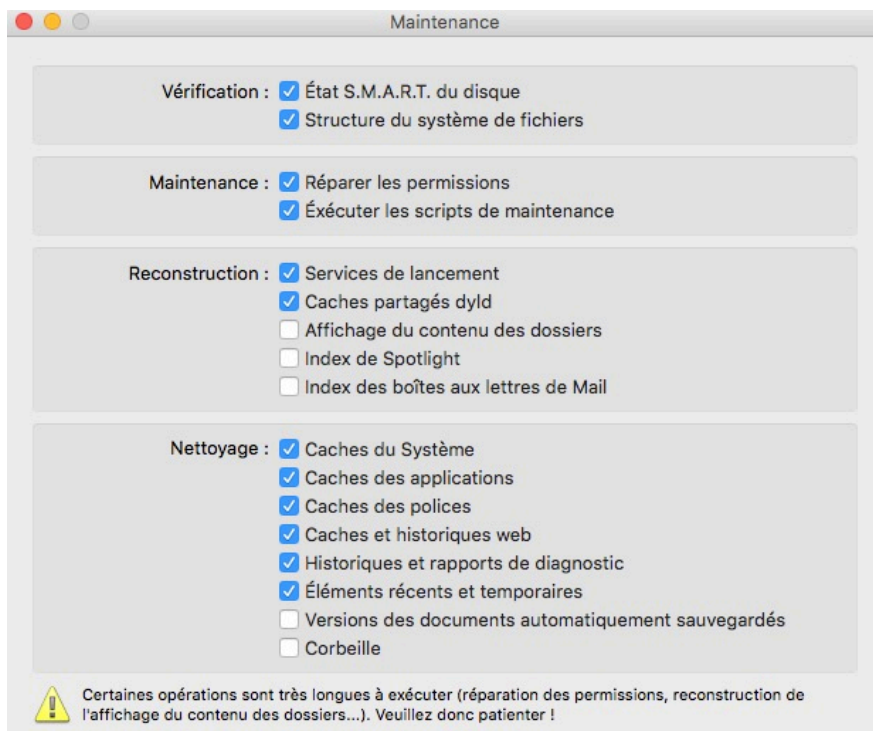 Maintenance
Vérification : État S.M.A.R.T. du disque
Structure du système de fichiers
Maintenance : Réparer les permissions
Éxécuter les scripts de maintenance
Reconstruction : Services de lancement
Caches partagés dyld
Affichage du contenu des dossiers
Index de Spotlight
Index des boîtes aux lettres de Mail
Nettoyage : Caches du Système
Caches des applications
Caches des polices
Caches et historiques web
Historiques et rapports de diagnostic
Éléments récents et temporaires
Versions des documents automatiquement sauvegardés
Corbeille
Certaines opérations sont très longues à exécuter (réparation des permissions, reconstruction de
l'affichage du contenu des dossiers...). Veuillez donc patienter !